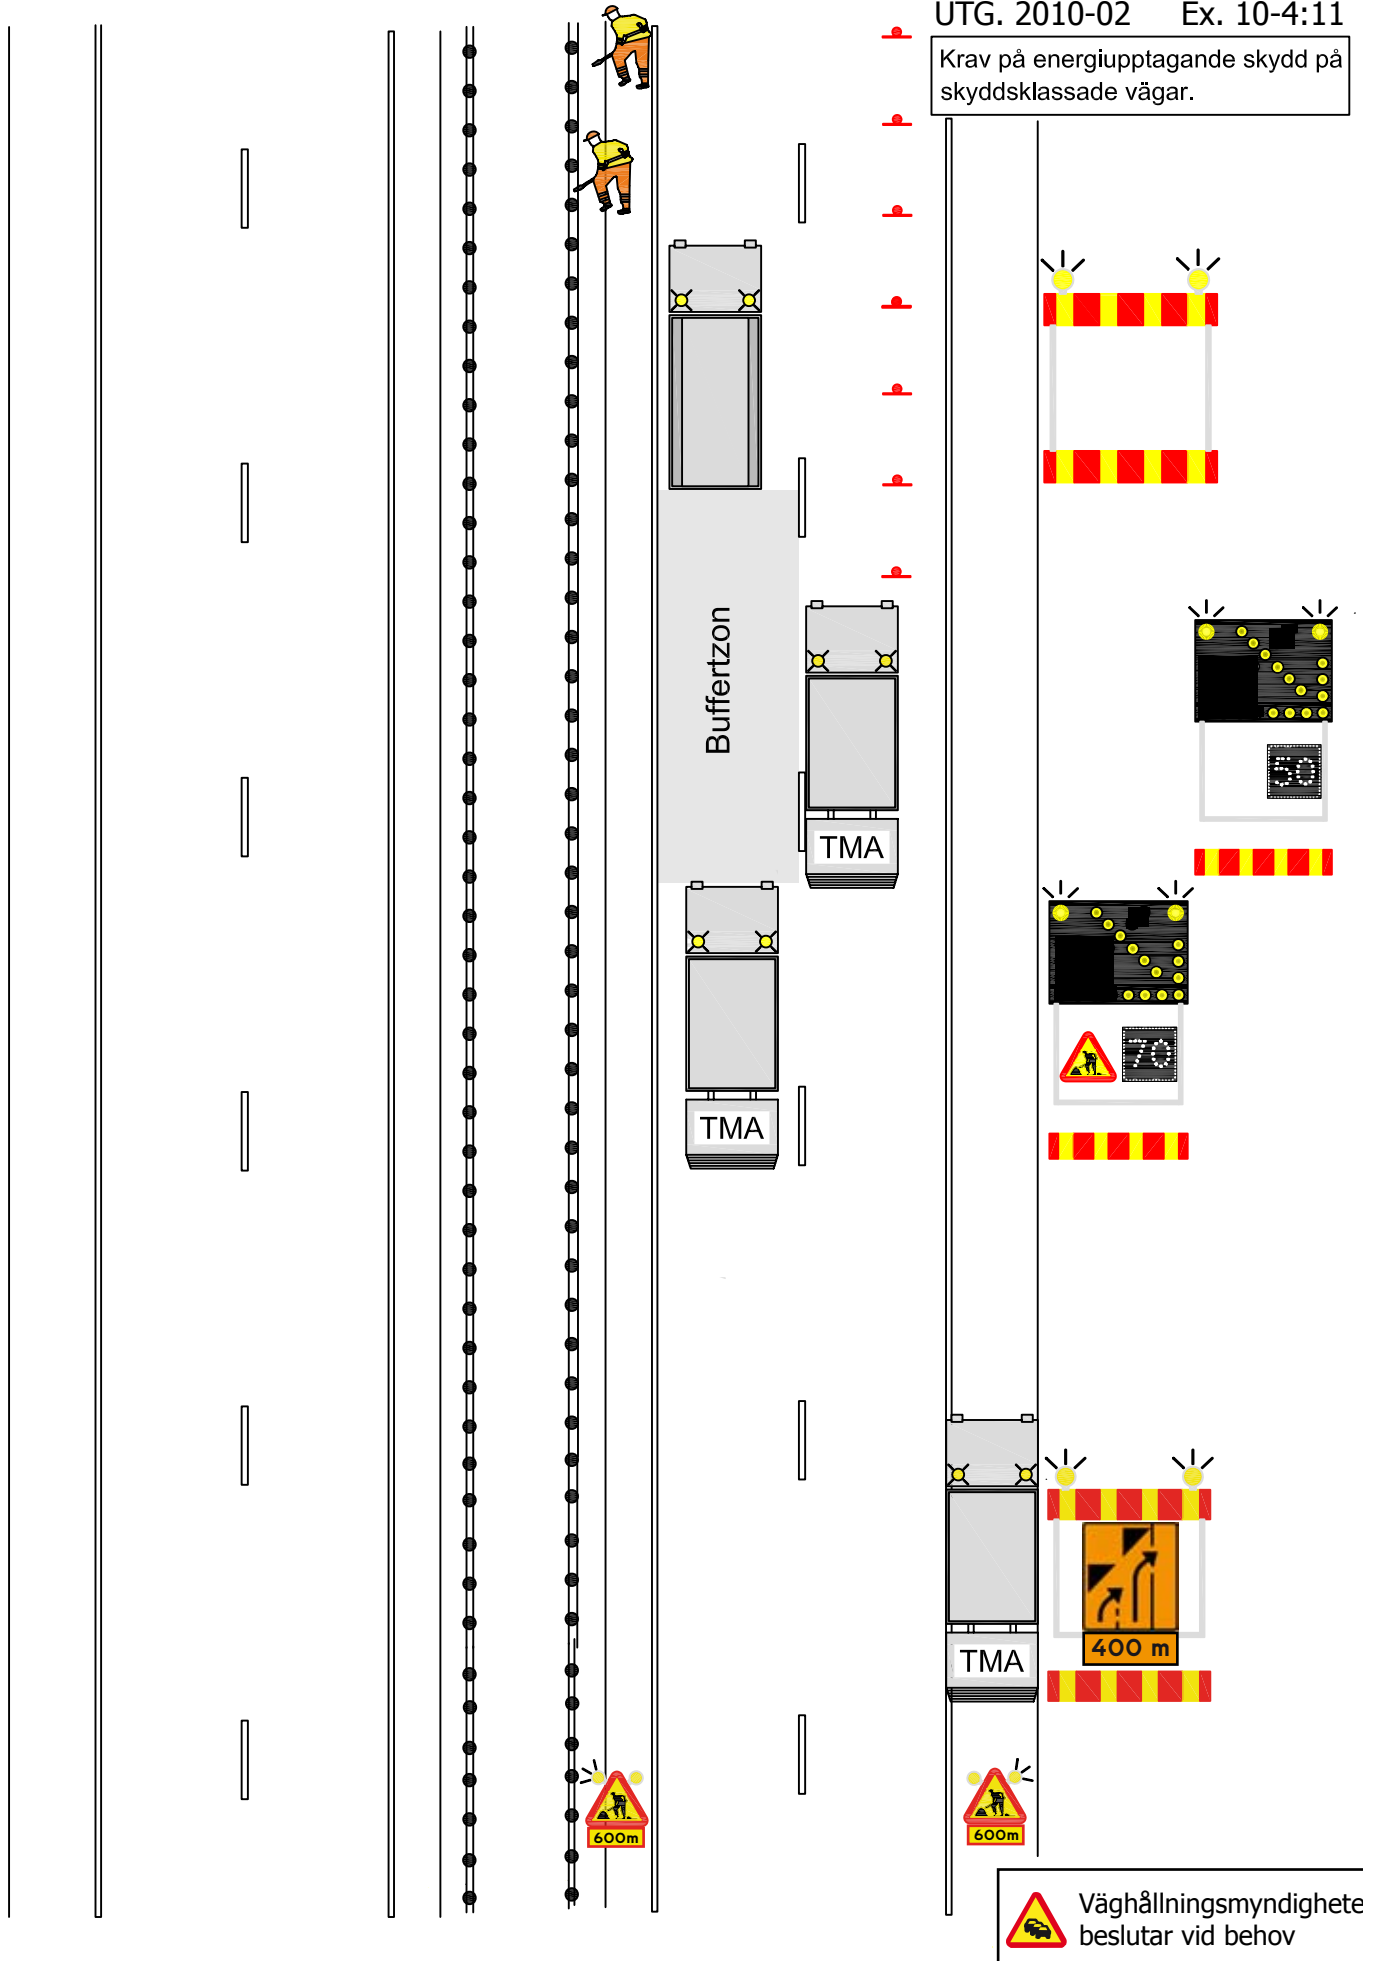 UTG. 2010-02 Ex. 10-4:11
Krav på energiupptagande skydd på
skyddsklassade vägar.
Buffertzon
50
TMA
70
TMA
400 m
TMA
600m
600m
Väghållningsmyndighete
beslutar vid behov